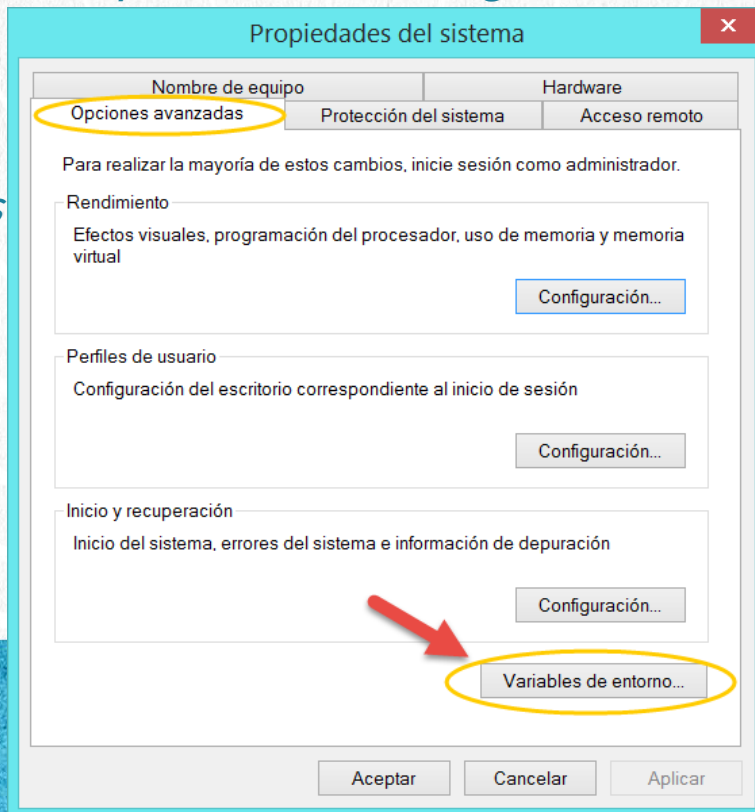 Propiedades del sistema
Nombre de equipo
Hardware
Opciones avanzadas
Protección del sistema
Acceso remoto
Para realizar la mayoría de estos cambios, inicie sesión como administrador.
Rendimiento
Efectos visuales, programación del procesador, uso de memoria y memoria
virtual
Configuración...
Perfiles de usuario
Configuración del escritorio correspondiente al inicio de sesión
Configuración...
Inicio y recuperación
Inicio del sistema, errores del sistema e información de depuración
Configuración...
Variables de entorno...
Aceptar
Cancelar
Aplicar